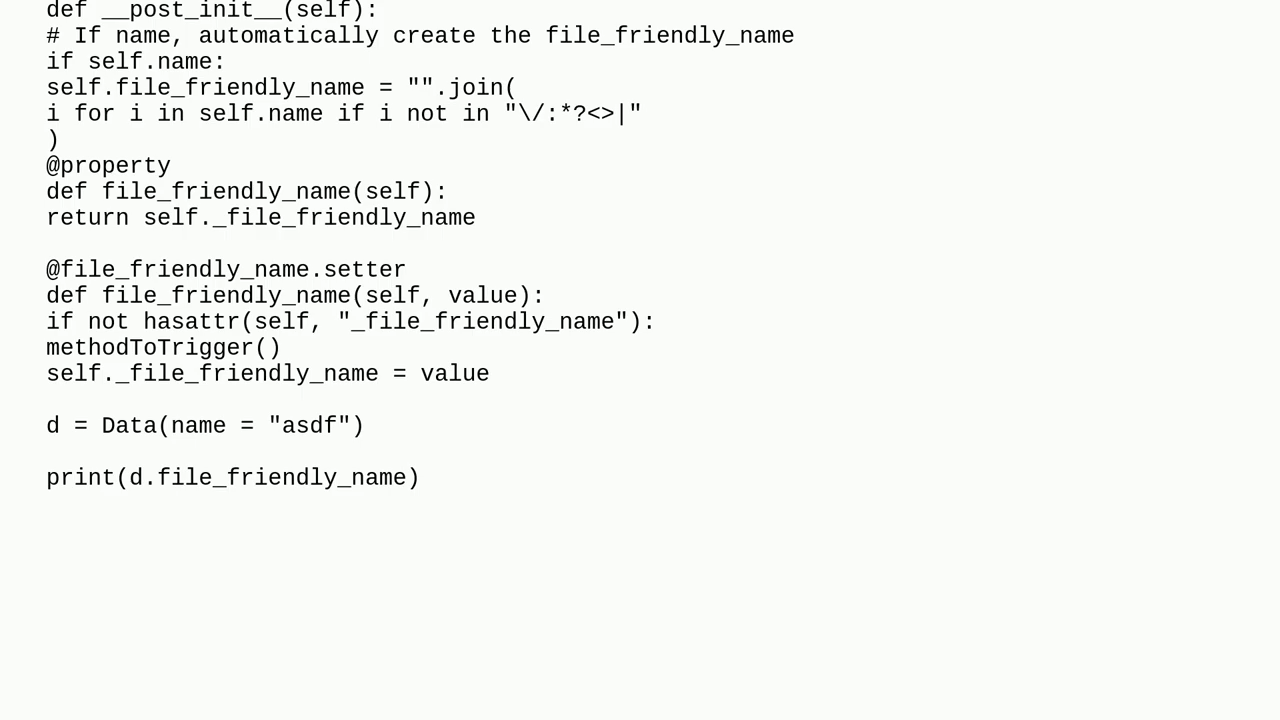 def __post_init__(self):
# If name, automatically create the file_friendly_name
if self.name:
self.file_friendly_name = "".join(
i for i in self.name if i not in "\/:*?<>|"
)
@property
def file_friendly_name(self):
return self._file_friendly_name
@file_friendly_name.setter
def file_friendly_name(self, value):
if not hasattr(self, "_file_friendly_name"):
methodToTrigger()
self._file_friendly_name = value
d = Data(name = "asdf")
print(d.file_friendly_name)